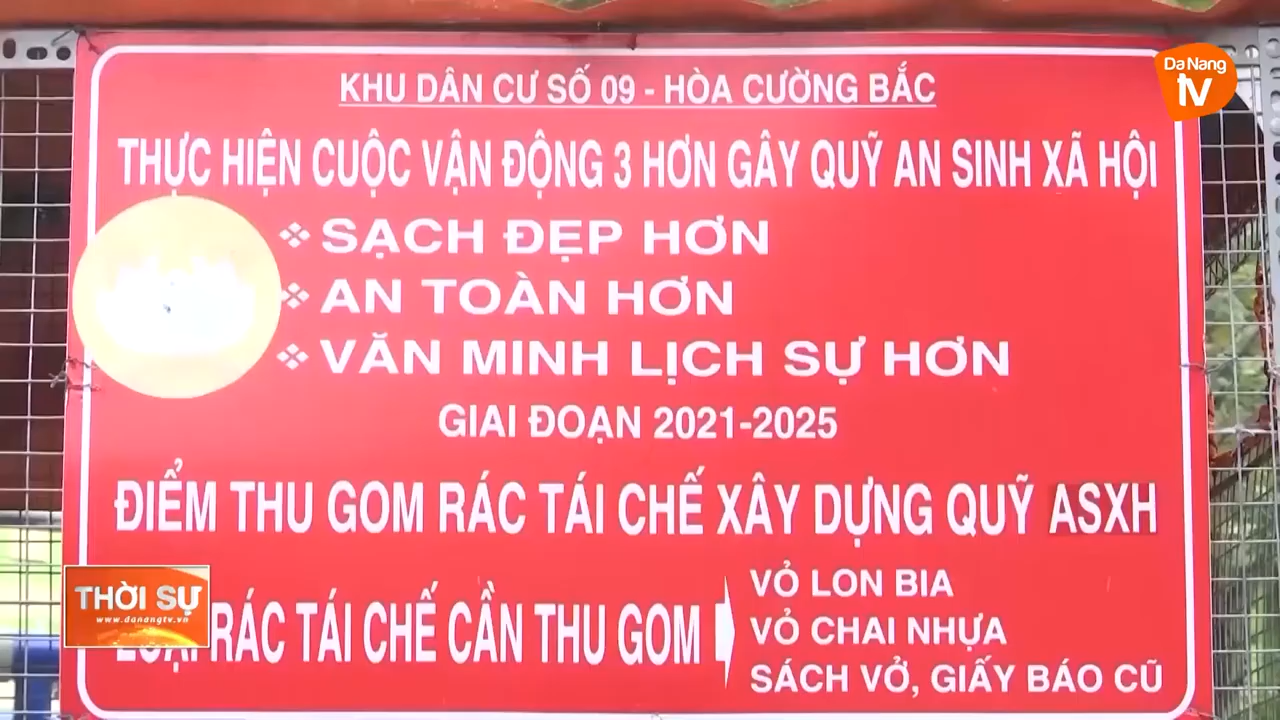 Da Nang
tv
KHU DÂN CƯ SỐ 09 - HÒA CƯỜNG BẮC
THỰC HIỆN CUỘC VẬN ĐỘNG 3 HƠN GÂY QUỸ AN SINH XÃ HỘI
❖ SẠCH ĐẸP HƠN
❖ AN TOÀN HƠN
❖ VĂN MINH LỊCH SỰ HƠN
GIAI ĐOẠN 2021-2025
ĐIỂM THU GOM RÁC TÁI CHẾ XÂY DỰNG QUỸ ASXH
RÁC TÁI CHẾ CẦN THU GOM
VỎ LON BIA
VỎ CHAI NHỰA
SÁCH VỞ, GIẤY BÁO CŨ
THỜI SỰ
www.danangtv.vn